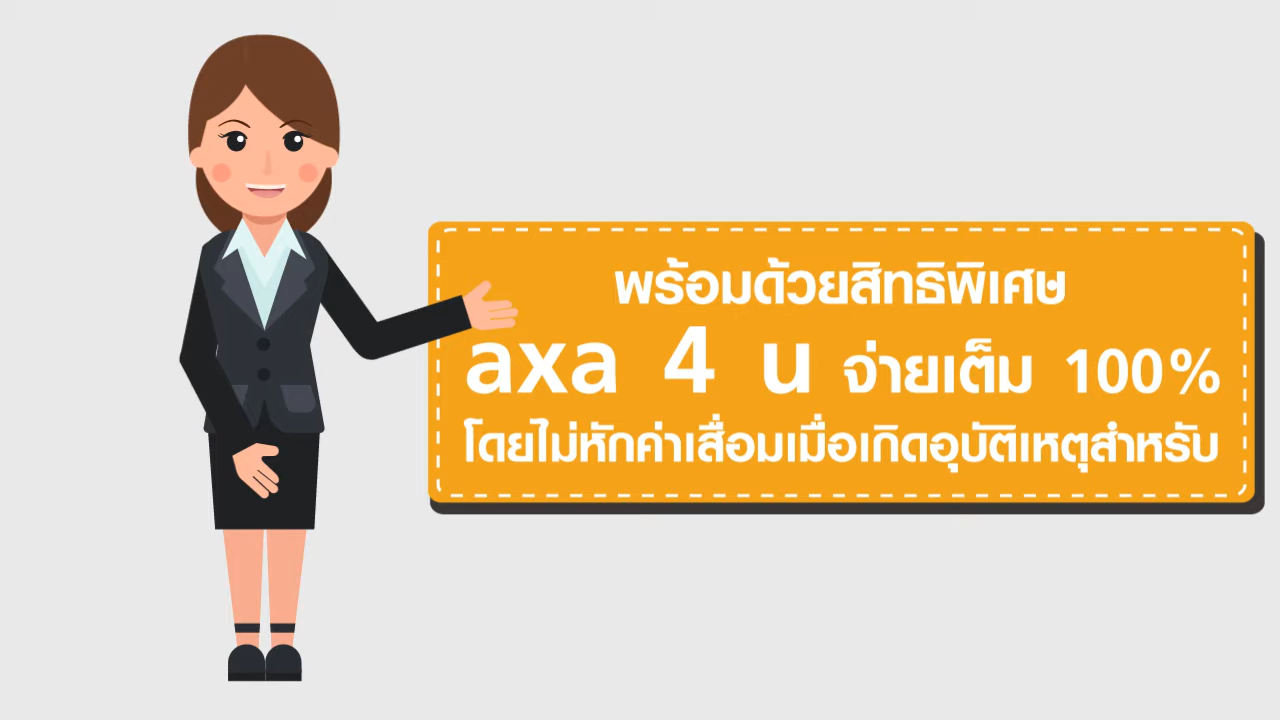 พร้อมด้วยสิทธิพิเศษ
axa 4 u จ่ายเต็ม 100%
โดยไม่หักค่าเสื่อมเมื่อเกิดอุบัติเหตุสำหรับ